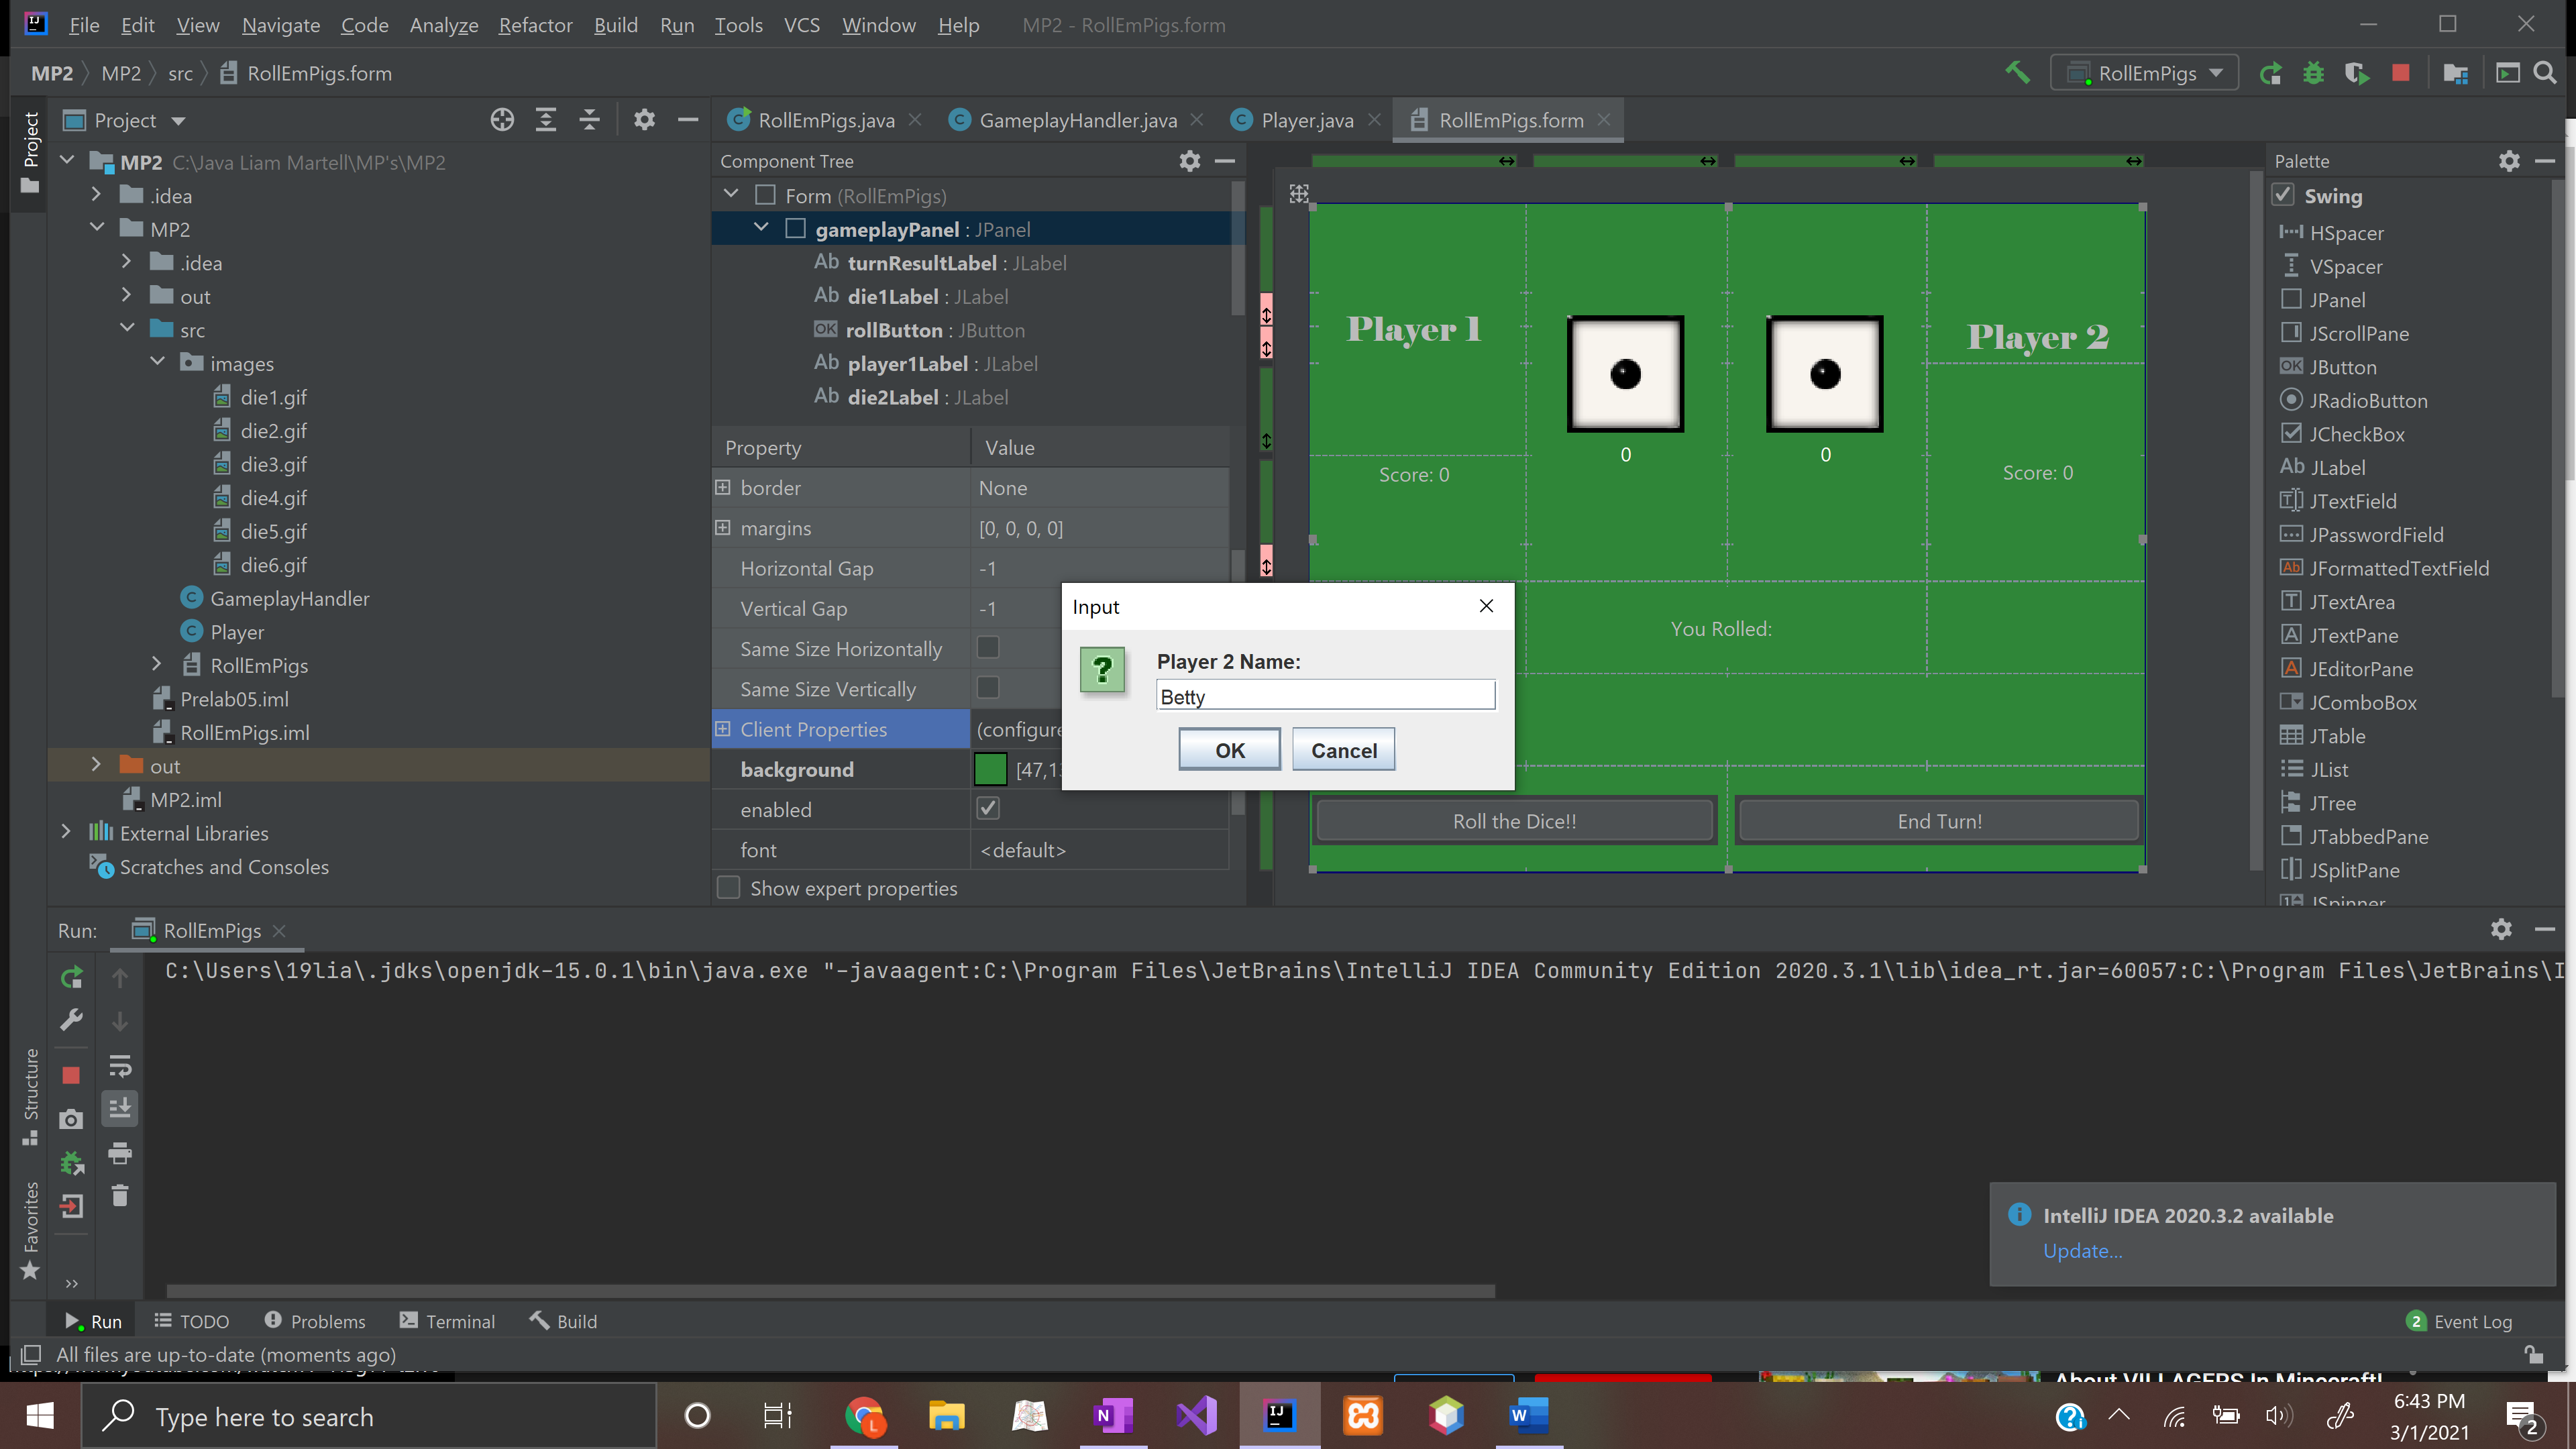 File Edit View Navigate Code Analyze Refactor Build Run Tools VCS Window Help MP2 - RollEmPigs.form
MP2 MP2 src RollEmPigs.form
RollEmPigs
Project
Project
MP2 C:\Java Liam Martell\MP's\MP2
.idea
MP2
.idea
out
src
images
die1.gif
die2.gif
die3.gif
die4.gif
die5.gif
die6.gif
GameplayHandler
Player
RollEmPigs
Prelab05.iml
RollEmPigs.iml
out
MP2.iml
External Libraries
Scratches and Consoles
RollEmPigs.java GameplayHandler.java Player.java RollEmPigs.form
Component Tree
Form (RollEmPigs)
gameplayPanel : JPanel
Ab turnResultLabel : JLabel
Ab die1Label : JLabel
OK rollButton : JButton
Ab player1Label : JLabel
Ab die2Label : JLabel
Property Value
border None
margins [0, 0, 0, 0]
Horizontal Gap -1
Vertical Gap -1
Same Size Horizontally
Same Size Vertically
Client Properties (configure
background [47,13
enabled
font <default>
Show expert properties
Player 1
Player 2
0
0
Score: 0
Score: 0
You Rolled:
Roll the Dice!!
End Turn!
Input
Player 2 Name:
Betty
OK Cancel
Palette
Swing
HSpacer
VSpacer
JPanel
JScrollPane
OK JButton
JRadioButton
JCheckBox
Ab JLabel
JTextField
JPasswordField
Ab JFormattedTextField
JTextArea
JTextPane
JEditorPane
JComboBox
JTable
JList
JTree
JTabbedPane
JSplitPane
JSpinner
Run: RollEmPigs
C:\Users\19lia\.jdks\openjdk-15.0.1\bin\java.exe "-javaagent:C:\Program Files\JetBrains\IntelliJ IDEA Community Edition 2020.3.1\lib\idea_rt.jar=60057:C:\Program Files\JetBrains\I
Structure
Favorites
IntelliJ IDEA 2020.3.2 available
Update...
Run TODO Problems Terminal Build
2 Event Log
All files are up-to-date (moments ago)
About VILLAGERS In Minecraft!
Type here to search
6:43 PM
3/1/2021
2